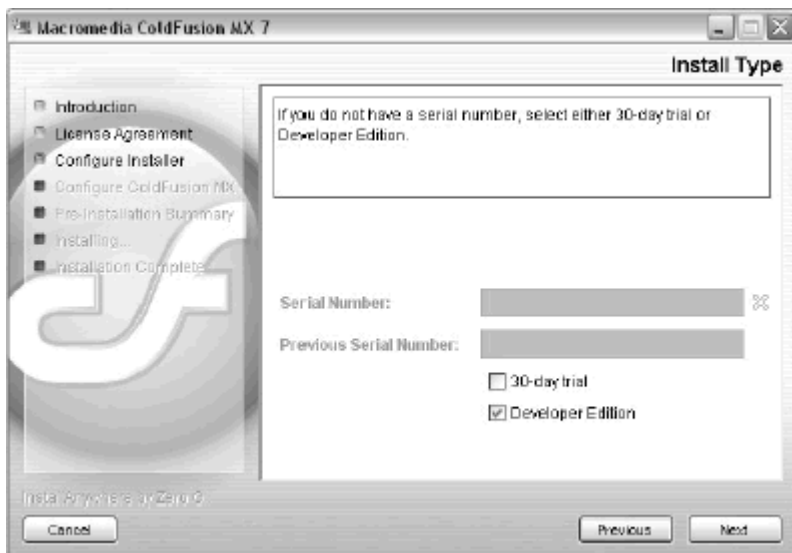 Macromedia ColdFusion MX 7
Install Type
Introduction
License Agreement
Configure Installer
Configure ColdFusion MX
Pre-Installation Summary
Installing...
Installation Complete
If you do not have a serial number, select either 30-day trial or
Developer Edition.
Serial Number:
Previous Serial Number:
30-day trial
Developer Edition
InstallAnywhere by Zero G
Cancel
Previous
Next